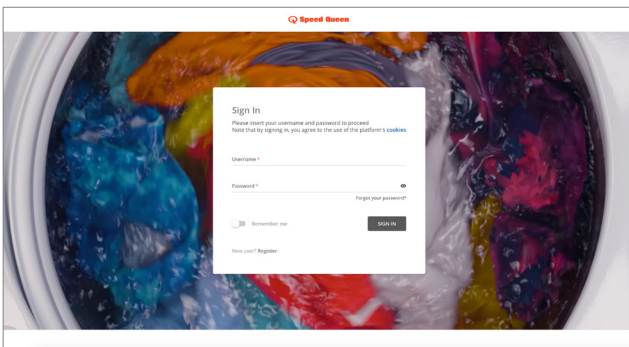 Speed Queen
Sign In
Please insert your username and password to proceed
Note that by signing in, you agree to the use of the platform's cookies
Username *
Password *
Forgot your password?
Remember me
SIGN IN
New user? Register